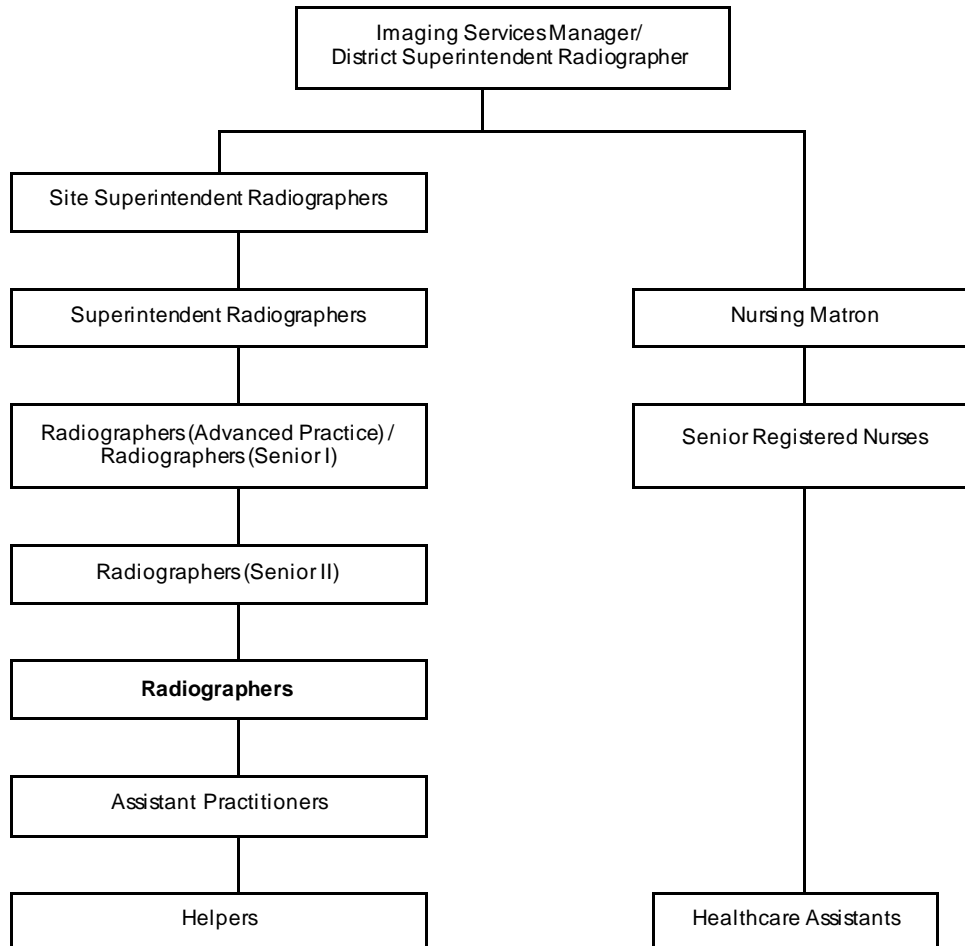 Imaging Services Manager/
District Superintendent Radiographer
Site Superintendent Radiographers
Superintendent Radiographers
Nursing Matron
Radiographers (Advanced Practice) /
Radiographers (Senior I)
Senior Registered Nurses
Radiographers (Senior II)
Radiographers
Assistant Practitioners
Helpers
Healthcare Assistants